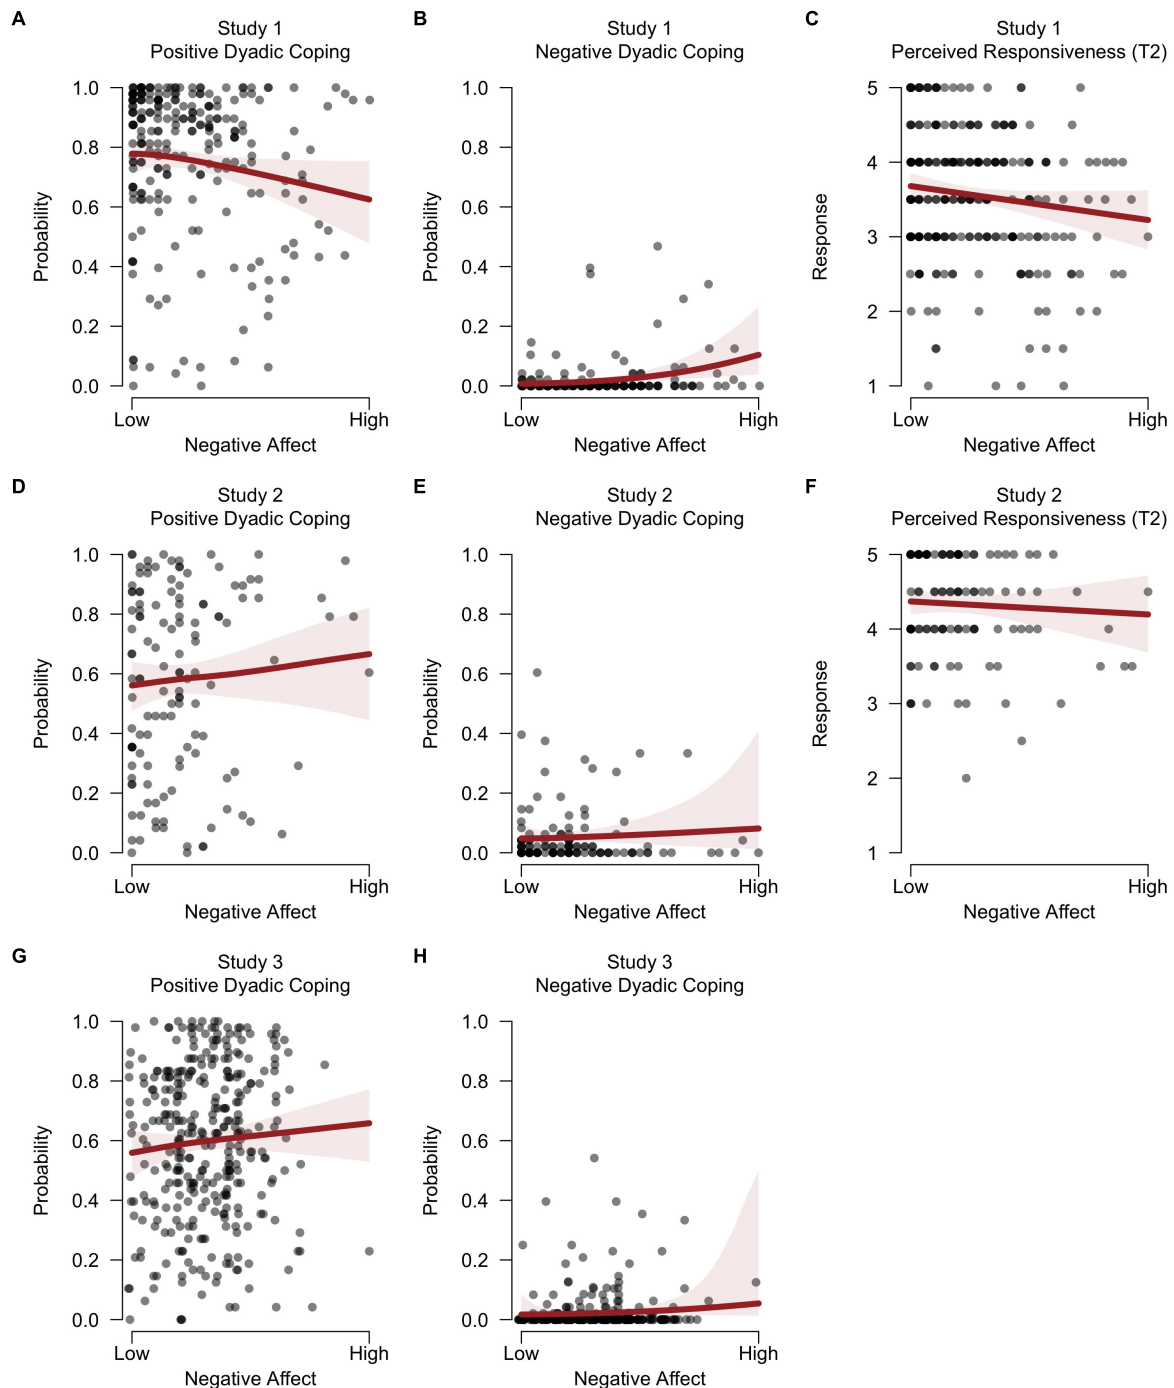 A
Study 1
Positive Dyadic Coping
1.0
0.8
0.6
0.4
0.2
0.0
Probability
Low
High
Negative Affect
B
Study 1
Negative Dyadic Coping
1.0
0.8
0.6
0.4
0.2
0.0
Probability
Low
High
Negative Affect
C
Study 1
Perceived Responsiveness (T2)
5
4
3
2
1
Response
Low
High
Negative Affect
D
Study 2
Positive Dyadic Coping
1.0
0.8
0.6
0.4
0.2
0.0
Probability
Low
High
Negative Affect
E
Study 2
Negative Dyadic Coping
1.0
0.8
0.6
0.4
0.2
0.0
Probability
Low
High
Negative Affect
F
Study 2
Perceived Responsiveness (T2)
5
4
3
2
1
Response
Low
High
Negative Affect
G
Study 3
Positive Dyadic Coping
1.0
0.8
0.6
0.4
0.2
0.0
Probability
Low
High
Negative Affect
H
Study 3
Negative Dyadic Coping
1.0
0.8
0.6
0.4
0.2
0.0
Probability
Low
High
Negative Affect